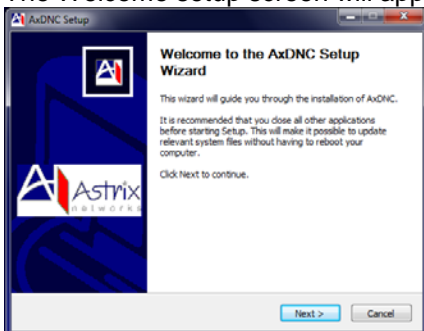 The Welcome setup screen will app
AxDNC Setup
Welcome to the AxDNC Setup
Wizard
This wizard will guide you through the installation of AxDNC.
It is recommended that you close all other applications
before starting Setup. This will make it possible to update
relevant system files without having to reboot your
computer.
Click Next to continue.
Astrix
networks
Next >
Cancel